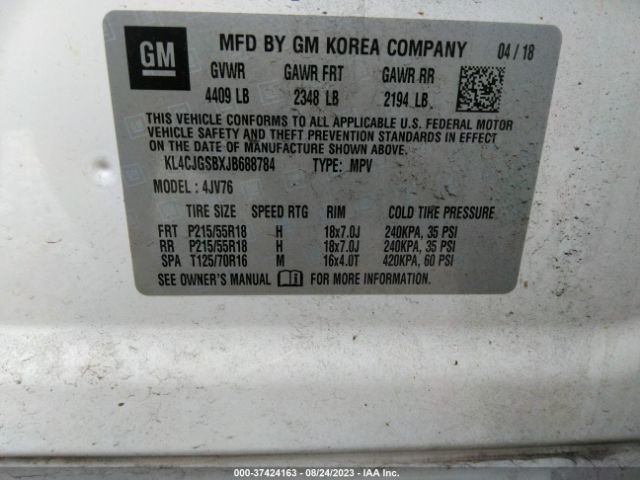 GM
MFD BY GM KOREA COMPANY 04 / 18
GVWR GAWR FRT GAWR RR
4409 LB 2348 LB 2194 LB
THIS VEHICLE CONFORMS TO ALL APPLICABLE U.S. FEDERAL MOTOR
VEHICLE SAFETY AND THEFT PREVENTION STANDARDS IN EFFECT
ON THE DATE OF MANUFACTURE SHOWN ABOVE.
KL4CJGSBXJB688784 TYPE: MPV
MODEL : 4JV76
TIRE SIZE SPEED RTG RIM COLD TIRE PRESSURE
FRT P215/55R18 H 18x7.0J 240KPA, 35 PSI
RR P215/55R18 H 18x7.0J 240KPA, 35 PSI
SPA T125/70R16 M 16x4.0T 420KPA, 60 PSI
SEE OWNER'S MANUAL FOR MORE INFORMATION.
000-37424163 - 08/24/2023 - IAA Inc.